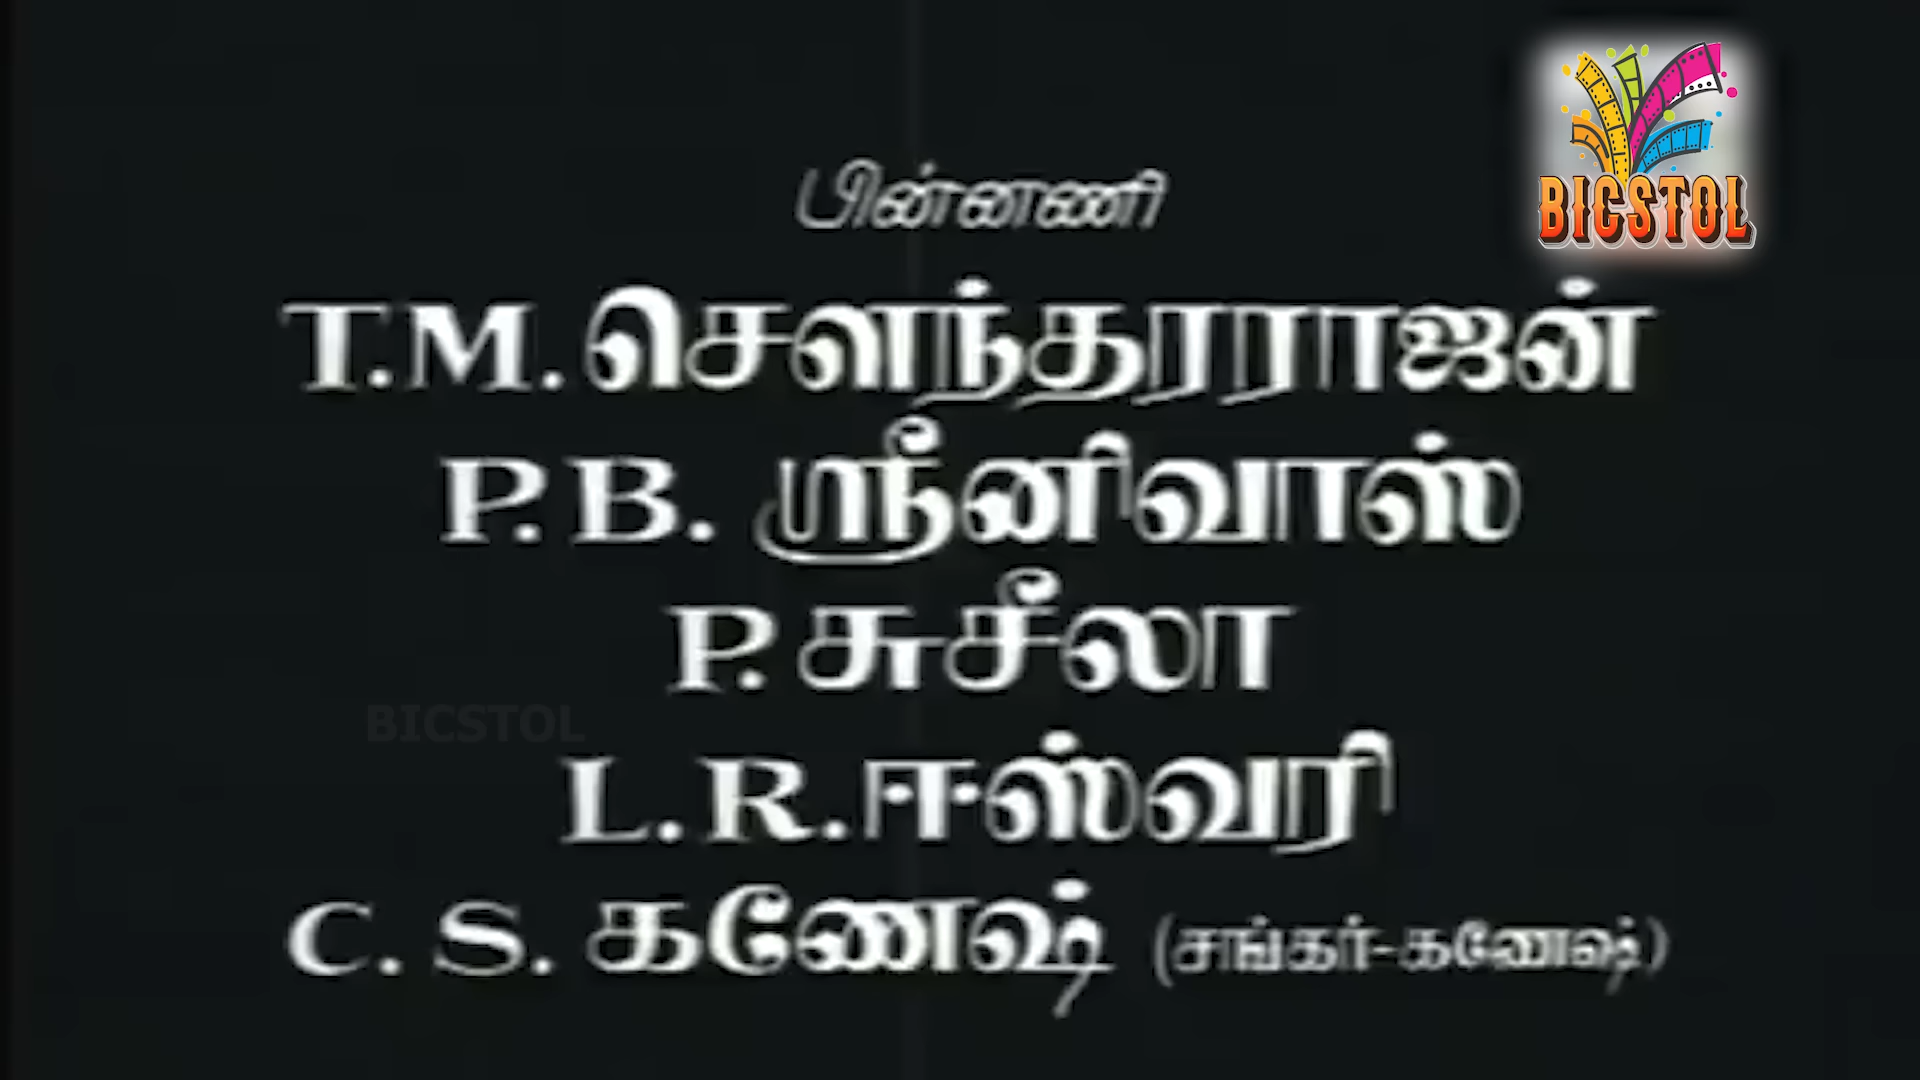 BICSTOL
பின்னணி
T.M. சௌந்தரராஜன்
P. B. ஸ்ரீனிவாஸ்
P. சுசீலா
BICSTOL
L. R. ஈஸ்வரி
C. S. கணேஷ் (சங்கர்-கணேஷ்)